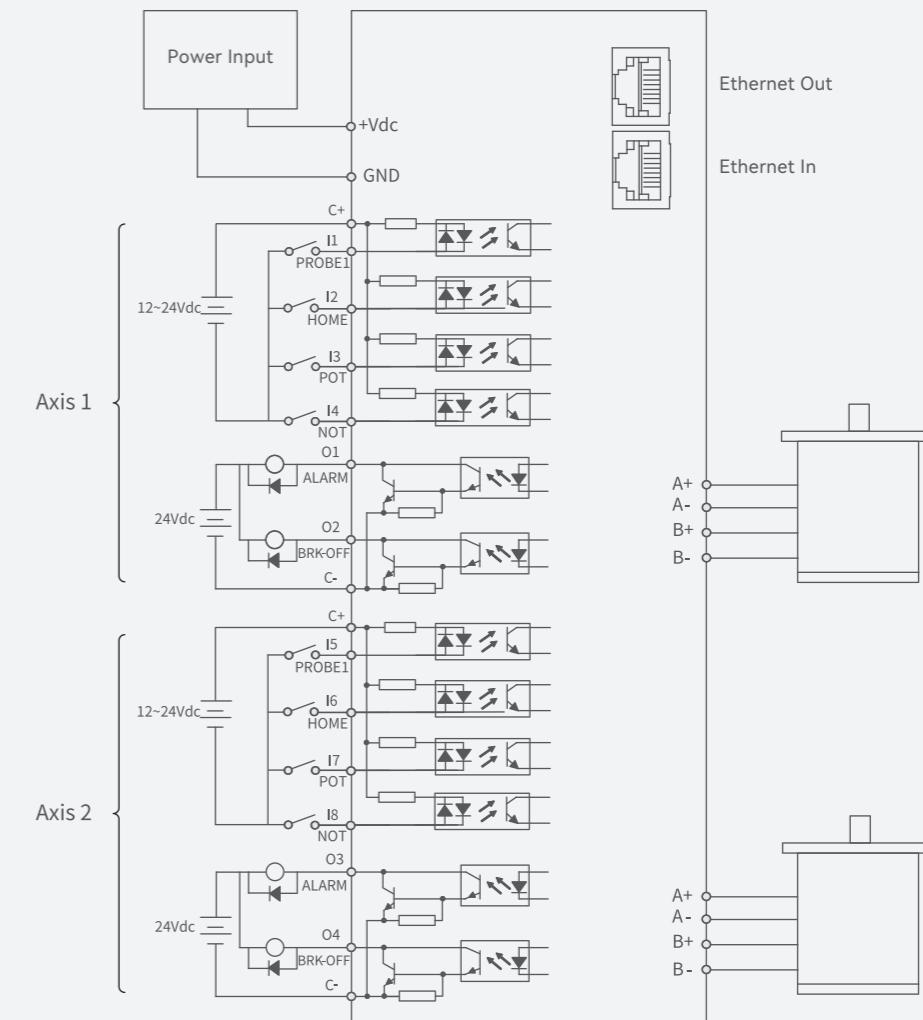 Power Input
+Vdc
GND
Ethernet Out
Ethernet In
Axis 1
C+
I1
PROBE1
12~24Vdc
I2
HOME
I3
POT
I4
NOT
O1
ALARM
24Vdc
O2
BRK-OFF
C-
A+
A-
B+
B-
Axis 2
C+
I5
PROBE1
12~24Vdc
I6
HOME
I7
POT
I8
NOT
O3
ALARM
24Vdc
O4
BRK-OFF
C-
A+
A-
B+
B-